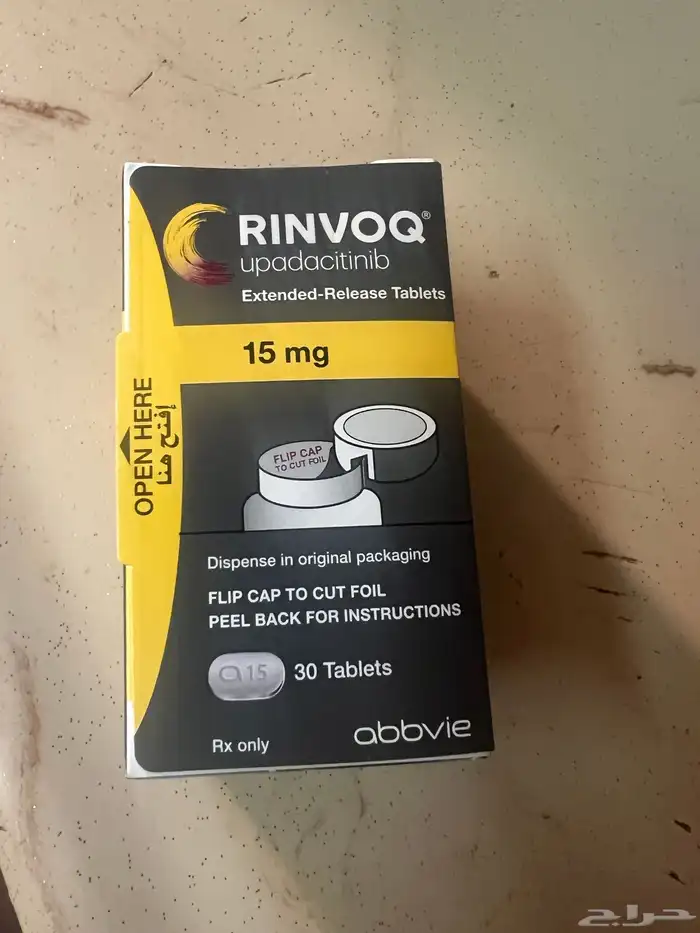 RINVOQ®
upadacitinib
Extended-Release Tablets
15 mg
OPEN HERE
إفتح هنا
FLIP CAP
TO CUT FOIL
Dispense in original packaging
FLIP CAP TO CUT FOIL
PEEL BACK FOR INSTRUCTIONS
a15
30 Tablets
Rx only
abbvie
حراج